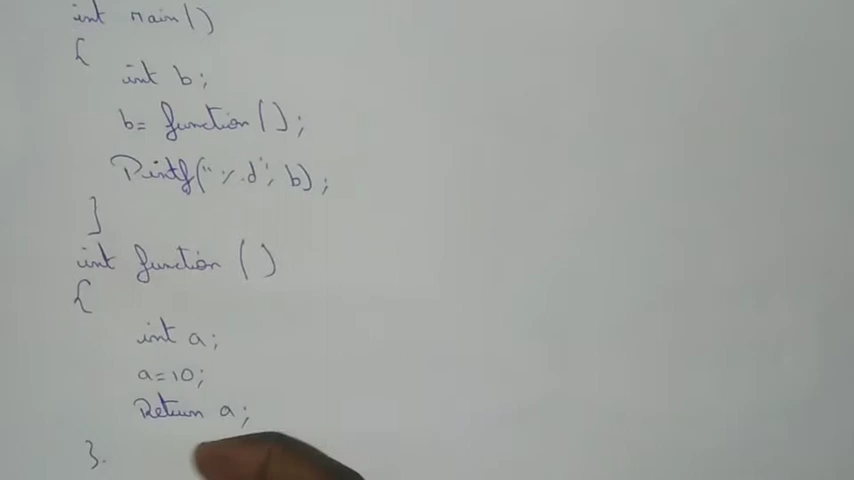 int main()
{
int b;
b= function();
Printf("%d", b);
}
int function ()
{
int a;
a=10;
Return a;
}.